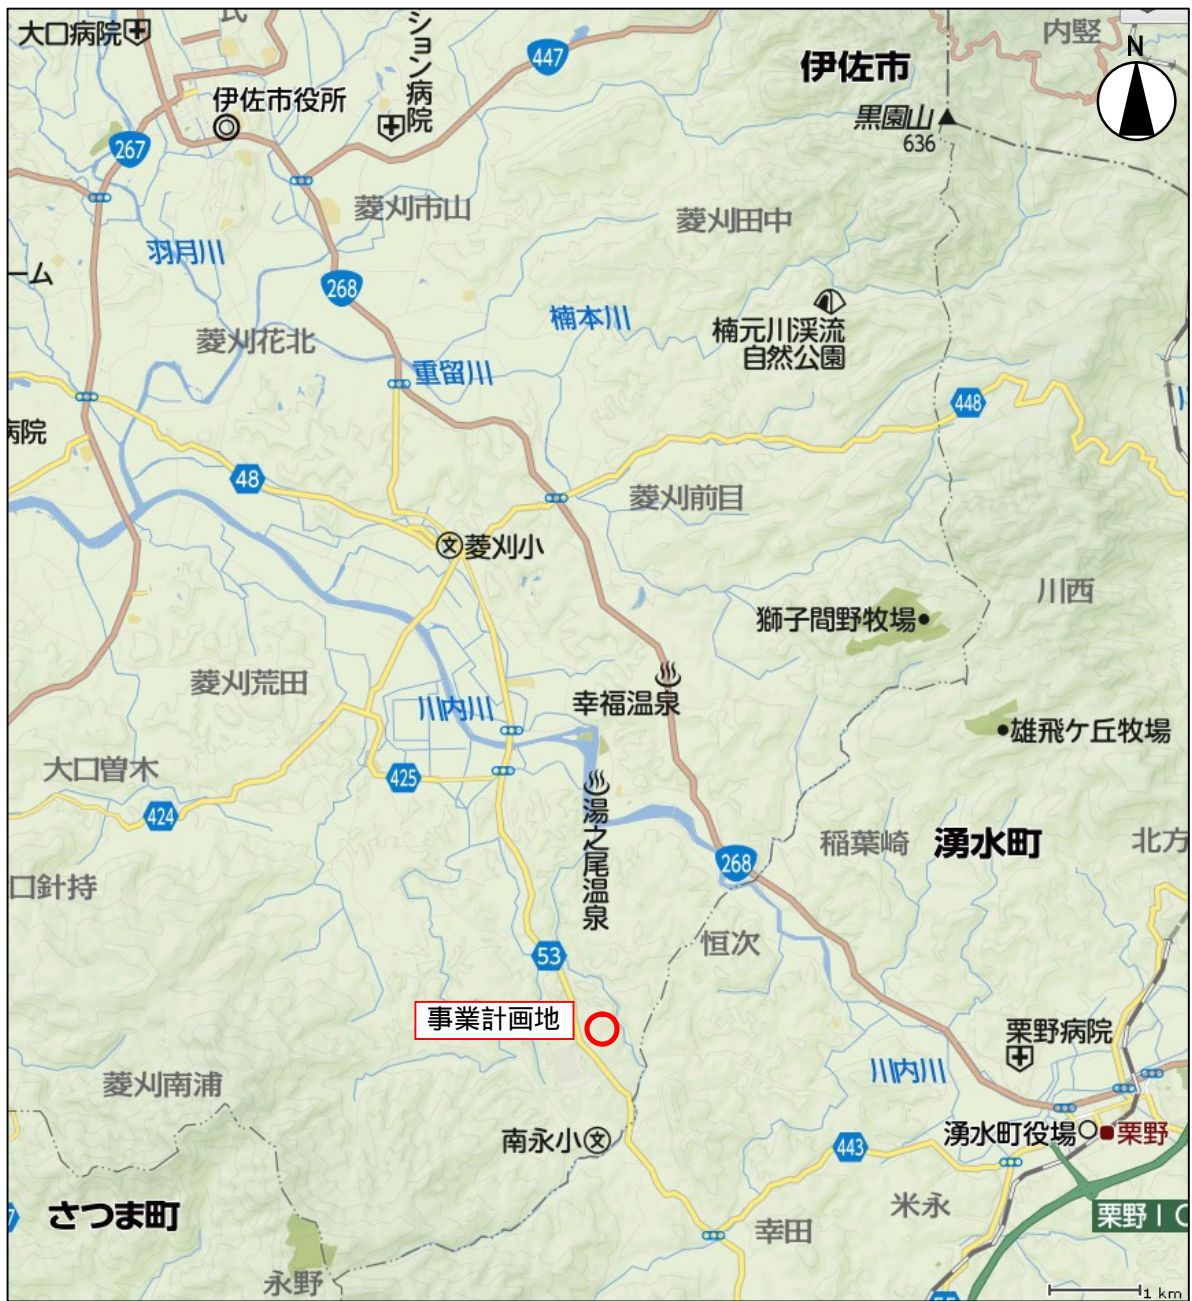 大口病院
ション病院
447
伊佐市
内竪
N
伊佐市役所
黒園山
636
267
菱刈市山
菱刈田中
羽月川
ーム
268
楠本川
楠元川渓流
自然公園
菱刈花北
重留川
448
病院
48
菱刈前目
菱刈小
川西
獅子間野牧場
菱刈荒田
幸福温泉
川内川
雄飛ケ丘牧場
大口曽木
425
424
湯之尾温泉
268
稲葉崎
湧水町
北方
口針持
恒次
53
事業計画地
栗野病院
川内川
菱刈南浦
南永小
443
湧水町役場
栗野
さつま町
米永
栗野IC
幸田
永野
1 km